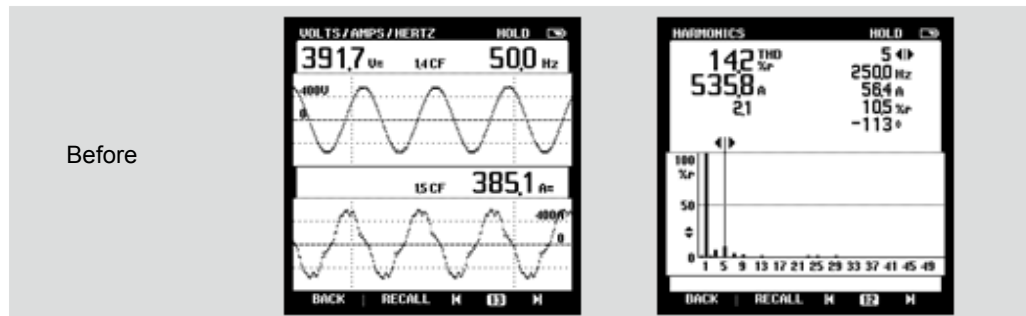 Before
VOLTS/AMPS/HERTZ HOLD
391,7 V≃ 1,4 CF 50,0 Hz
400V
0
1,5 CF 385,1 A≃
400A
0
BACK RECALL 13
HARMONICS HOLD
14,2 THD %r
535,8 A
2,1
5
250,0 Hz
56,4 A
10,5 %r
-113 °
100
%r
50
0
1 5 9 13 17 21 25 29 33 37 41 45 49
BACK RECALL 12